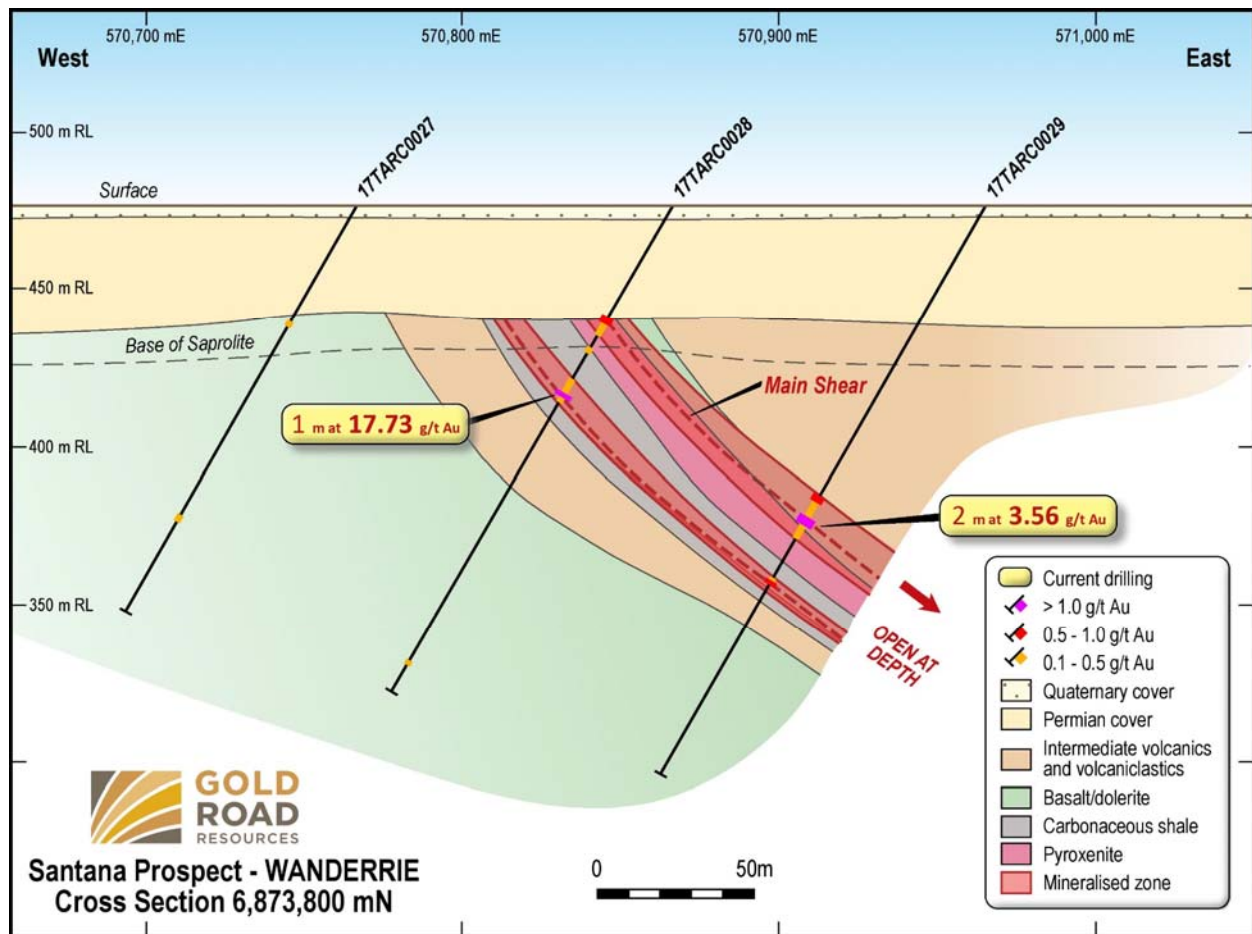 570,700 mE
570,800 mE
570,900 mE
571,000 mE
West
East
500 m RL
17TARC0027
17TARC0028
17TARC0029
Surface
450 m RL
Base of Saprolite
Main Shear
1 m at 17.73 g/t Au
400 m RL
2 m at 3.56 g/t Au
350 m RL
OPEN AT
DEPTH
Current drilling
> 1.0 g/t Au
0.5 - 1.0 g/t Au
0.1 - 0.5 g/t Au
Quaternary cover
Permian cover
Intermediate volcanics
and volcaniclastics
Basalt/dolerite
Carbonaceous shale
Pyroxenite
Mineralised zone
GOLD
ROAD
RESOURCES
Santana Prospect - WANDERRIE
Cross Section 6,873,800 mN
0 50m